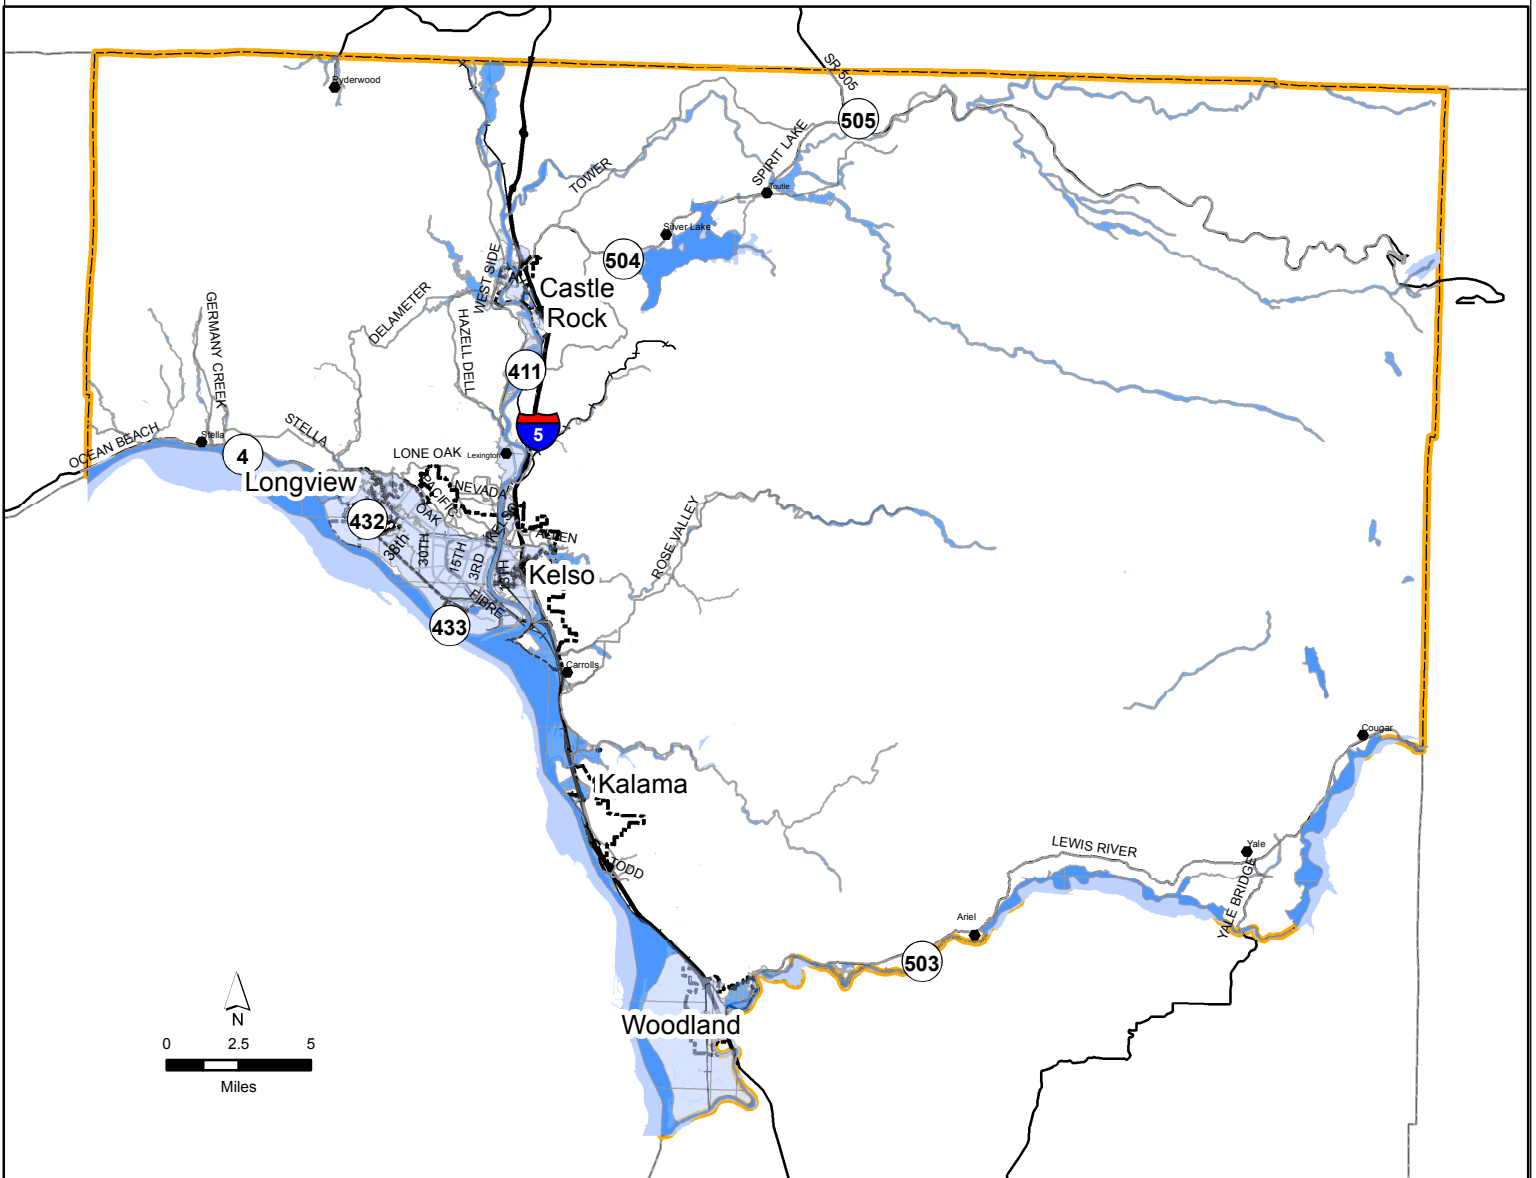 Ryderwood
SR 505
505
SPIRIT LAKE
TOWER
Toutle
Silver Lake
504
WEST SIDE
Castle
Rock
DELAMETER
GERMANY CREEK
HAZELL DELL
411
5
STELLA
Stella
OCEAN BEACH
4
LONE OAK
Lexington
Longview
NEVADA
PACIFIC
OAK
432
38th
30TH
15TH
3RD
KELSO
ALLEN
13TH
Kelso
ROSE VALLEY
FIBRE
433
Carrolls
Cougar
Kalama
TODD
LEWIS RIVER
Yale
YALE BRIDGE
Ariel
503
Woodland
N
0 2.5 5
Miles